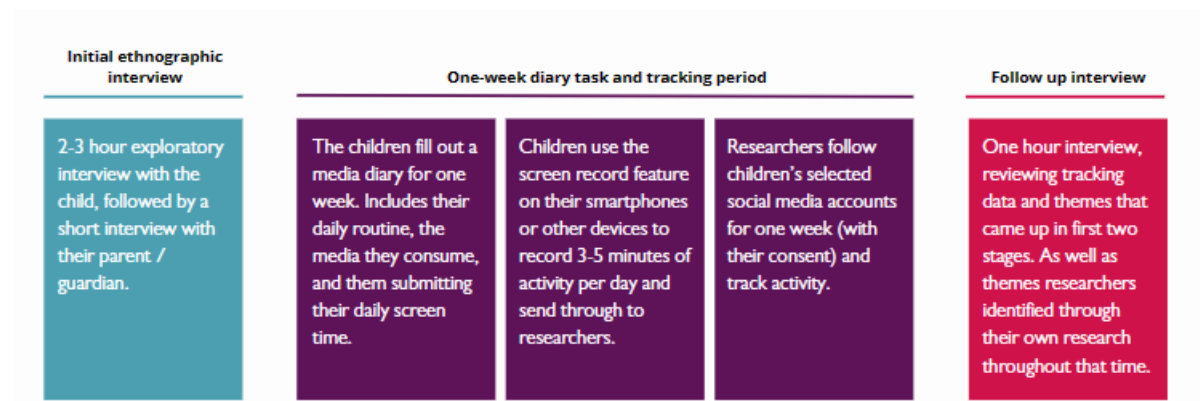 Initial ethnographic
interview
One-week diary task and tracking period
Follow up interview
2-3 hour exploratory
interview with the
child, followed by a
short interview with
their parent /
guardian.
The children fill out a
media diary for one
week. Includes their
daily routine, the
media they consume,
and them submitting
their daily screen
time.
Children use the
screen record feature
on their smartphones
or other devices to
record 3-5 minutes of
activity per day and
send through to
researchers.
Researchers follow
children's selected
social media accounts
for one week (with
their consent) and
track activity.
One hour interview,
reviewing tracking
data and themes that
came up in first two
stages. As well as
themes researchers
identified through
their own research
throughout that time.